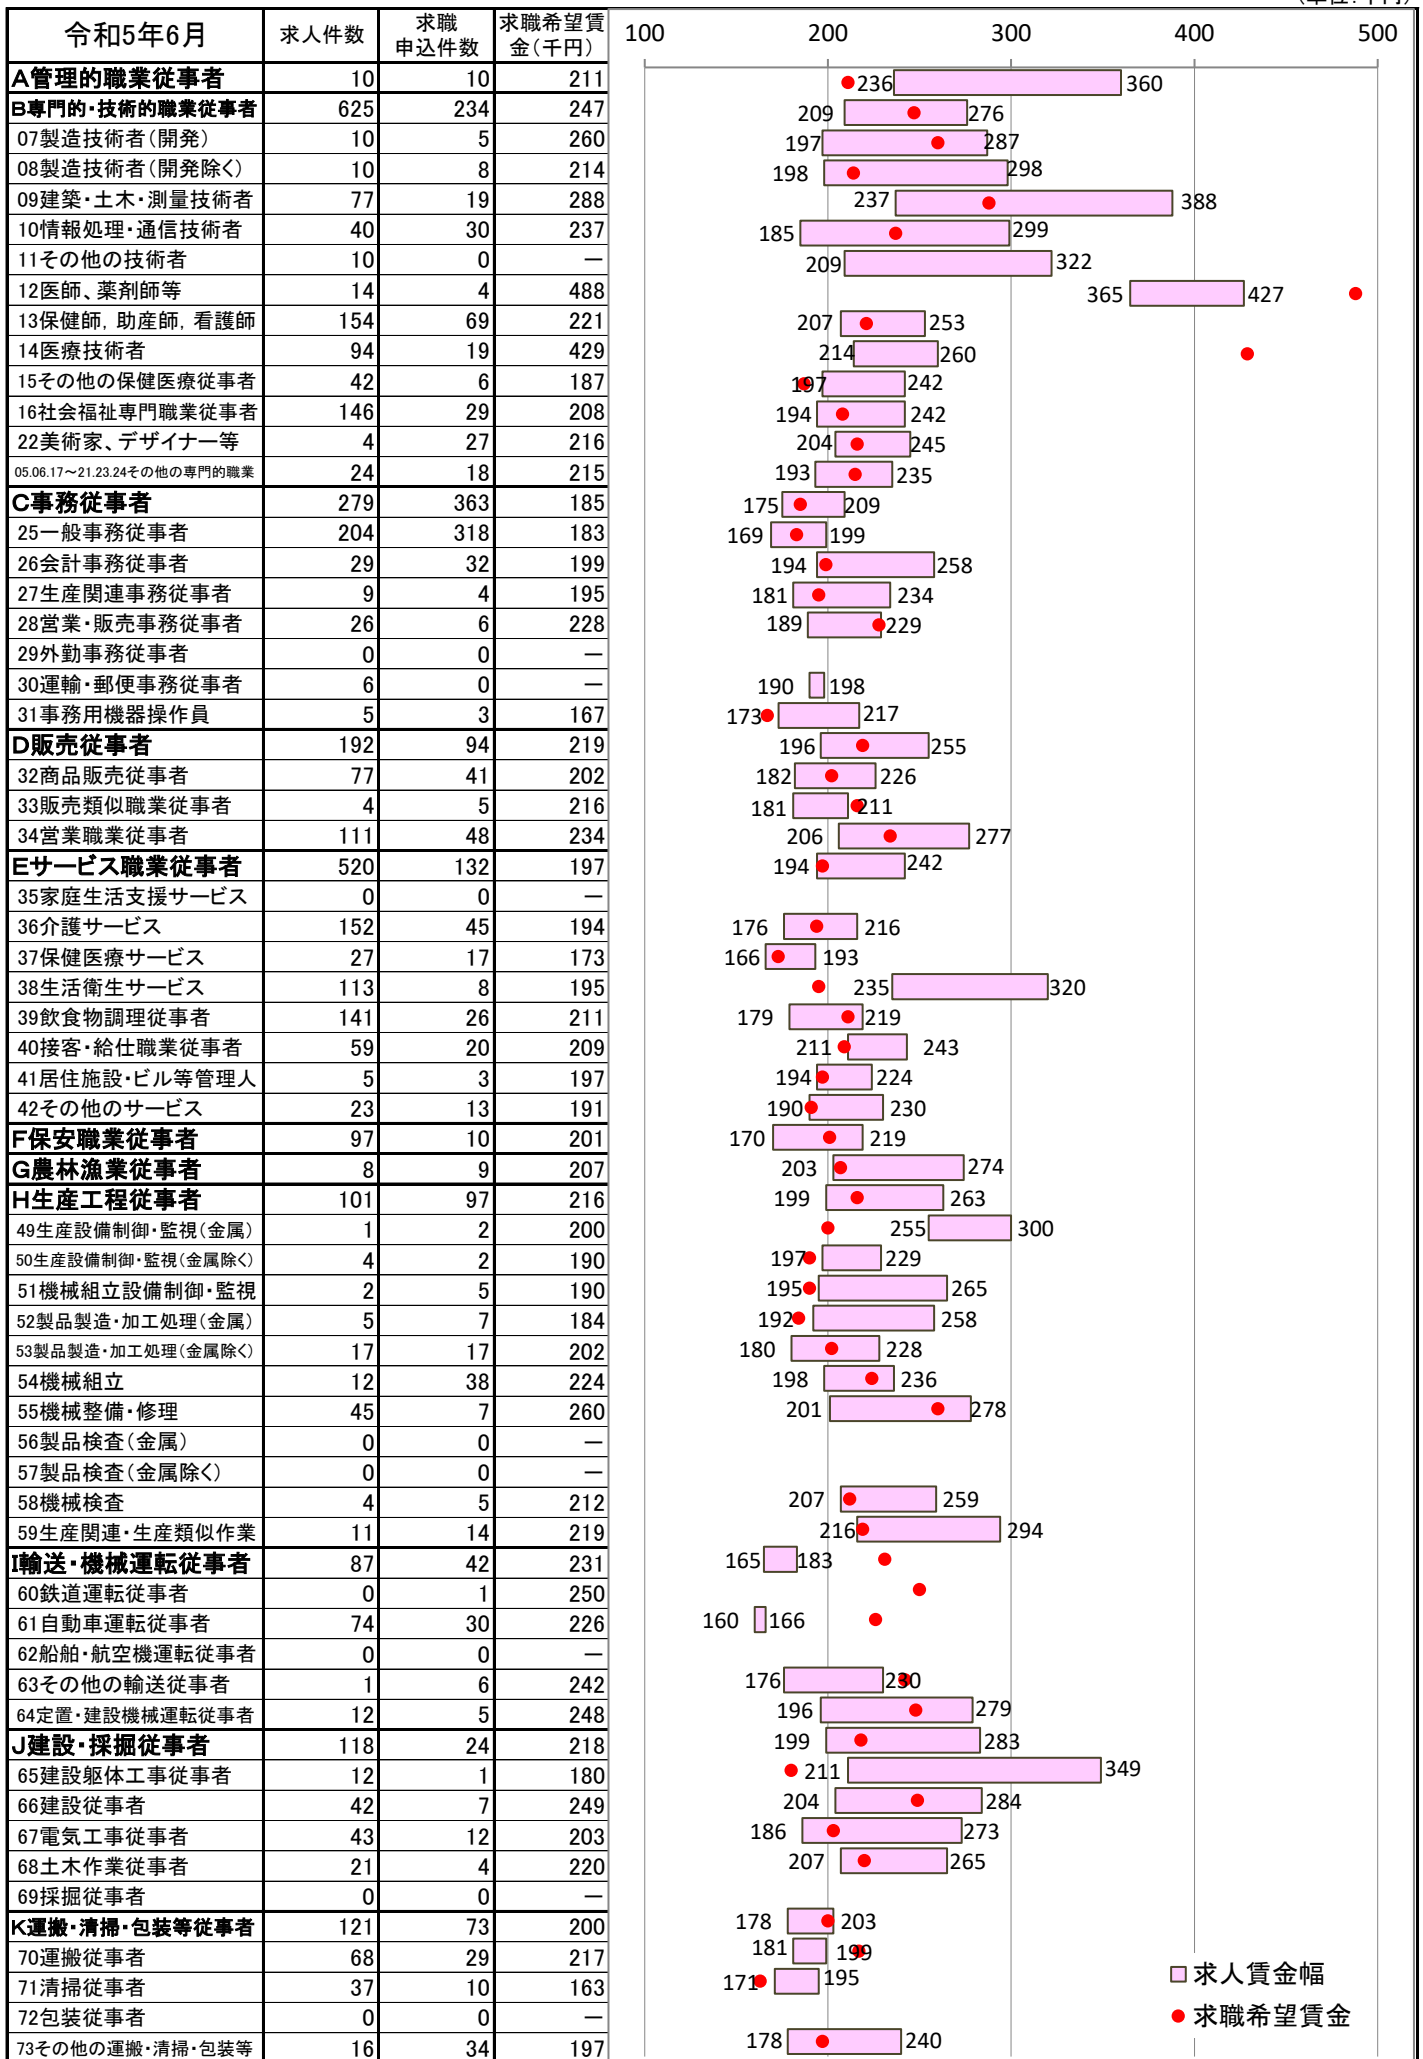 令和5年6月 求人件数 求職申込件数 求職希望賃金(千円) 100 200 300 400 500
A管理的職業従事者 10 10 211 236 360
B専門的・技術的職業従事者 625 234 247 209 276
07製造技術者(開発) 10 5 260 197 287
08製造技術者(開発除く) 10 8 214 198 298
09建築・土木・測量技術者 77 19 288 237 388
10情報処理・通信技術者 40 30 237 185 299
11その他の技術者 10 0 ― 209 322
12医師、薬剤師等 14 4 488 365 427
13保健師, 助産師, 看護師 154 69 221 207 253
14医療技術者 94 19 429 214 260
15その他の保健医療従事者 42 6 187 197 242
16社会福祉専門職業従事者 146 29 208 194 242
22美術家、デザイナー等 4 27 216 204 245
05.06.17～21.23.24その他の専門的職業 24 18 215 193 235
C事務従事者 279 363 185 175 209
25一般事務従事者 204 318 183 169 199
26会計事務従事者 29 32 199 194 258
27生産関連事務従事者 9 4 195 181 234
28営業・販売事務従事者 26 6 228 189 229
29外勤事務従事者 0 0 ―
30運輸・郵便事務従事者 6 0 ― 190 198
31事務用機器操作員 5 3 167 173 217
D販売従事者 192 94 219 196 255
32商品販売従事者 77 41 202 182 226
33販売類似職業従事者 4 5 216 181 211
34営業職業従事者 111 48 234 206 277
Eサービス職業従事者 520 132 197 194 242
35家庭生活支援サービス 0 0 ―
36介護サービス 152 45 194 176 216
37保健医療サービス 27 17 173 166 193
38生活衛生サービス 113 8 195 235 320
39飲食物調理従事者 141 26 211 179 219
40接客・給仕職業従事者 59 20 209 211 243
41居住施設・ビル等管理人 5 3 197 194 224
42その他のサービス 23 13 191 190 230
F保安職業従事者 97 10 201 170 219
G農林漁業従事者 8 9 207 203 274
H生産工程従事者 101 97 216 199 263
49生産設備制御・監視(金属) 1 2 200 255 300
50生産設備制御・監視(金属除く) 4 2 190 197 229
51機械組立設備制御・監視 2 5 190 195 265
52製品製造・加工処理(金属) 5 7 184 192 258
53製品製造・加工処理(金属除く) 17 17 202 180 228
54機械組立 12 38 224 198 236
55機械整備・修理 45 7 260 201 278
56製品検査(金属) 0 0 ―
57製品検査(金属除く) 0 0 ―
58機械検査 4 5 212 207 259
59生産関連・生産類似作業 11 14 219 216 294
I輸送・機械運転従事者 87 42 231 165 183
60鉄道運転従事者 0 1 250
61自動車運転従事者 74 30 226 160 166
62船舶・航空機運転従事者 0 0 ―
63その他の輸送従事者 1 6 242 176 230
64定置・建設機械運転従事者 12 5 248 196 279
J建設・採掘従事者 118 24 218 199 283
65建設躯体工事従事者 12 1 180 211 349
66建設従事者 42 7 249 204 284
67電気工事従事者 43 12 203 186 273
68土木作業従事者 21 4 220 207 265
69採掘従事者 0 0 ―
K運搬・清掃・包装等従事者 121 73 200 178 203
70運搬従事者 68 29 217 181 199
71清掃従事者 37 10 163 171 195
72包装従事者 0 0 ―
73その他の運搬・清掃・包装等 16 34 197 178 240
求人賃金幅
求職希望賃金